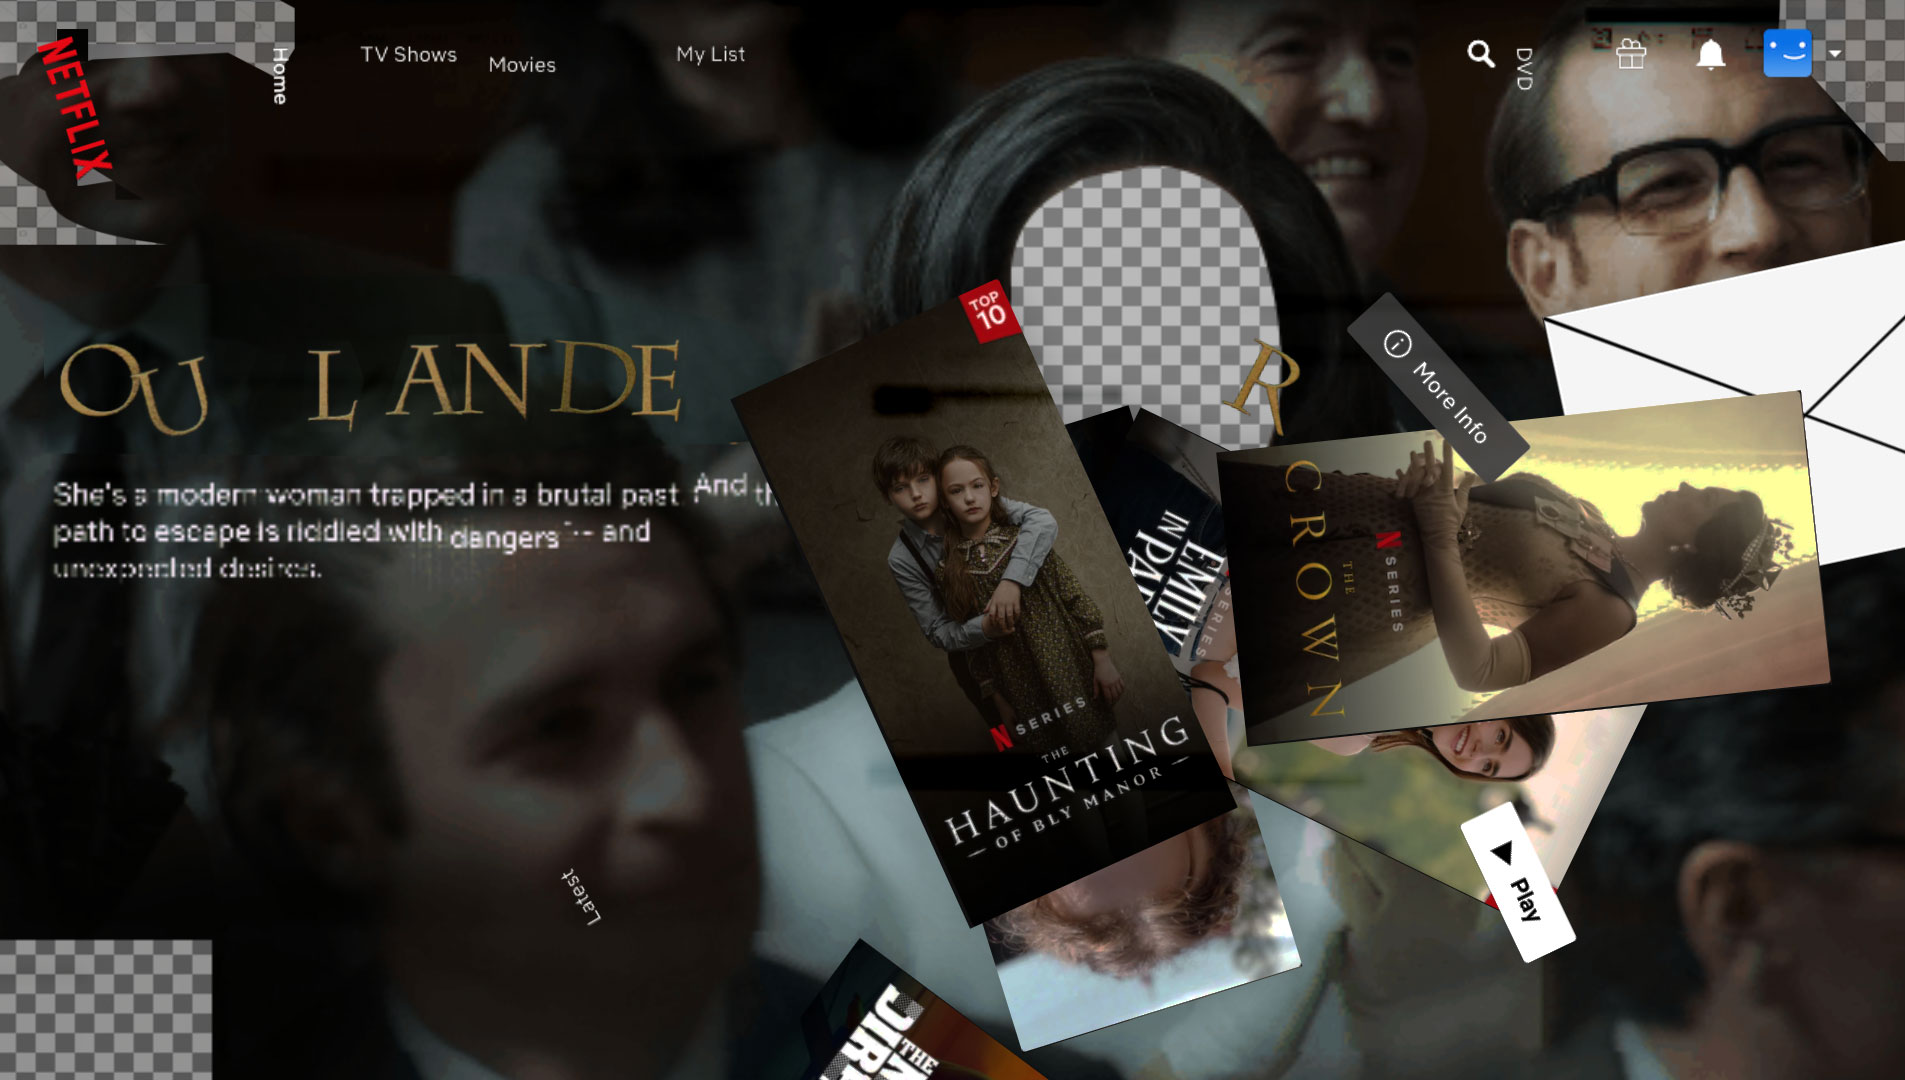 NETFLIX
Home
TV Shows
Movies
My List
DVD
TOP
10
OU LANDE
R
More Info
She's a modern woman trapped in a brutal past. And th
path to escape is riddled with dangers -- and
unexpected desires.
EMILY
IN PA
SERIES
THE
CROWN
N SERIES
N SERIES
THE
HAUNTING
OF BLY MANOR
Play
Latest
THE